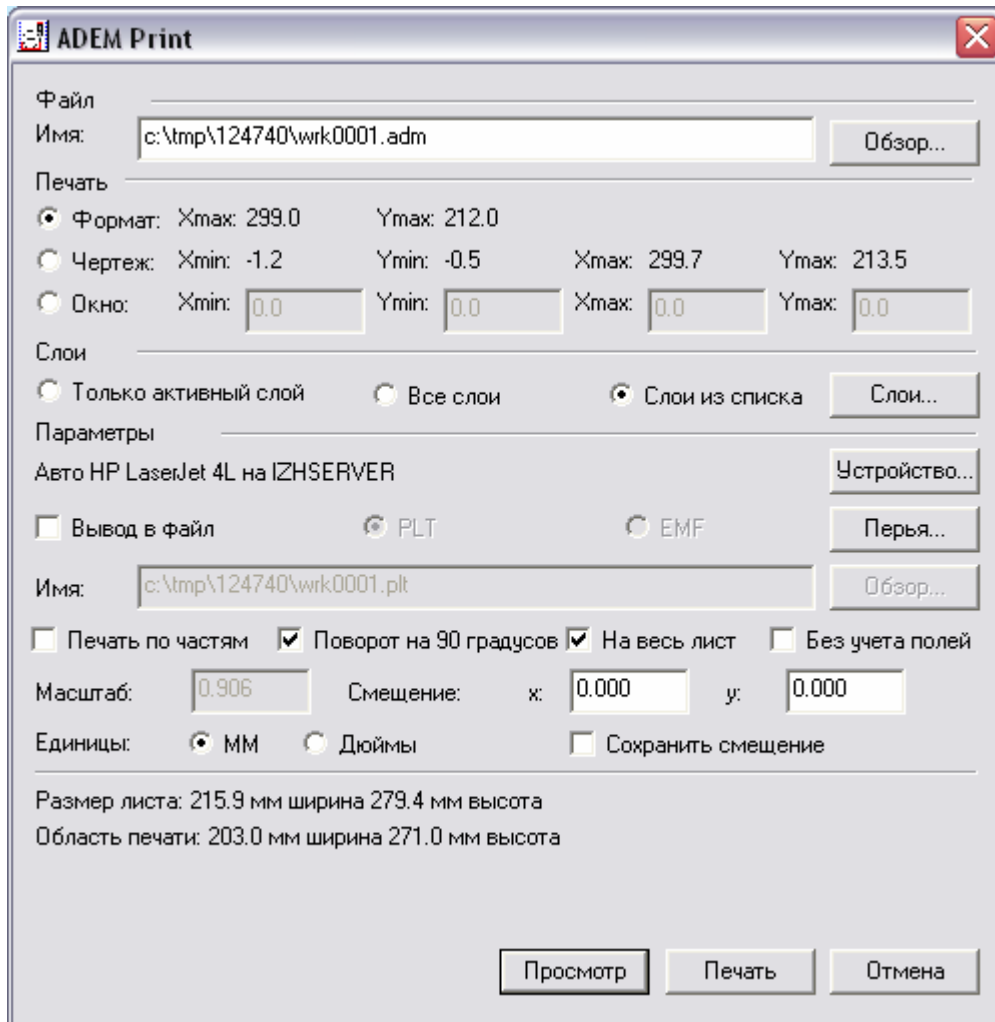 ADEM Print
Файл
Имя: c:\tmp\124740\wrk0001.adm Обзор...
Печать
Формат: Xmax: 299.0 Ymax: 212.0
Чертеж: Xmin: -1.2 Ymin: -0.5 Xmax: 299.7 Ymax: 213.5
Окно: Xmin: 0.0 Ymin: 0.0 Xmax: 0.0 Ymax: 0.0
Слои
Только активный слой Все слои Слои из списка Слои...
Параметры
Авто HP LaserJet 4L на IZHSERVER Устройство...
Вывод в файл PLT EMF Перья...
Имя: c:\tmp\124740\wrk0001.plt Обзор...
Печать по частям Поворот на 90 градусов На весь лист Без учета полей
Масштаб: 0.906 Смещение: x: 0.000 y: 0.000
Единицы: ММ Дюймы Сохранить смещение
Размер листа: 215.9 мм ширина 279.4 мм высота
Область печати: 203.0 мм ширина 271.0 мм высота
Просмотр Печать Отмена